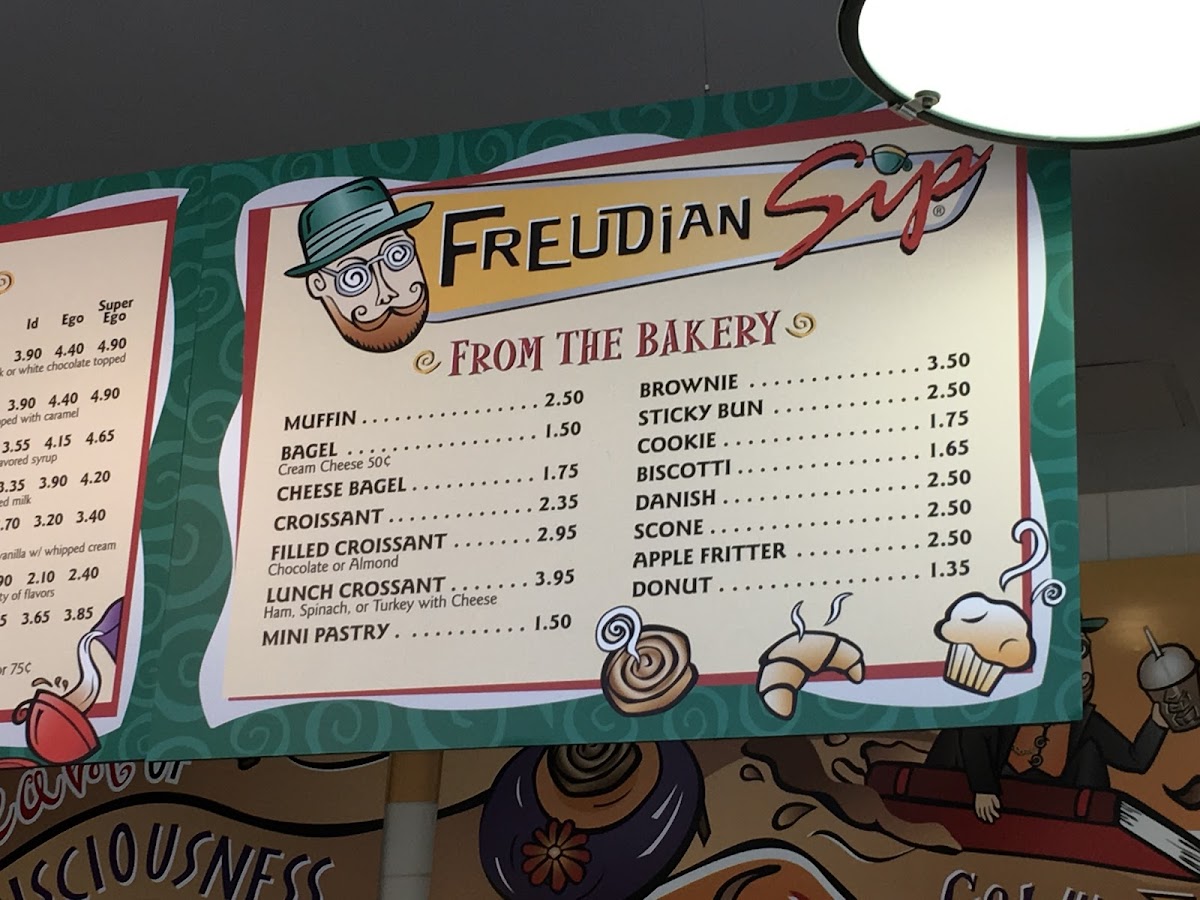 Id Ego Super Ego
3.90 4.40 4.90
or white chocolate topped
3.90 4.40 4.90
with caramel
3.55 4.15 4.65
syrup
3.35 3.90 4.20
milk
.70 3.20 3.40
vanilla w/ whipped cream
90 2.10 2.40
of flavors
5 3.65 3.85
or 75¢
FREUDiAN Sip ®
FROM THE BAKERY
MUFFIN . . . . . . . . . . . . . . . . 2.50
BAGEL . . . . . . . . . . . . . . . . . 1.50
Cream Cheese 50¢
CHEESE BAGEL . . . . . . . . . . . 1.75
CROISSANT . . . . . . . . . . . . . 2.35
FILLED CROISSANT . . . . . . . 2.95
Chocolate or Almond
LUNCH CROSSANT . . . . . . . 3.95
Ham, Spinach, or Turkey with Cheese
MINI PASTRY . . . . . . . . . . . 1.50
BROWNIE . . . . . . . . . . . . . . 3.50
STICKY BUN . . . . . . . . . . . . 2.50
COOKIE . . . . . . . . . . . . . . . . 1.75
BISCOTTI . . . . . . . . . . . . . . . 1.65
DANISH . . . . . . . . . . . . . . . . 2.50
SCONE . . . . . . . . . . . . . . . . . 2.50
APPLE FRITTER . . . . . . . . . . 2.50
DONUT . . . . . . . . . . . . . . . . 1.35
OF
SCIOUSNESS